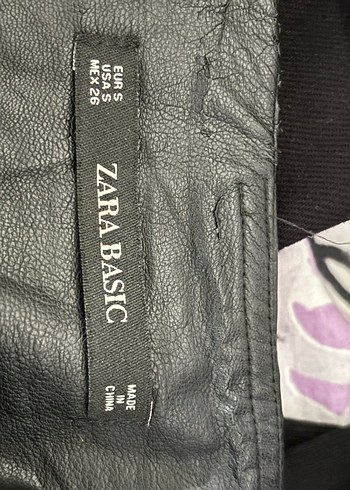 EUR S
USA S
MEX 26
ZARA BASIC
MADE
IN
CHINA